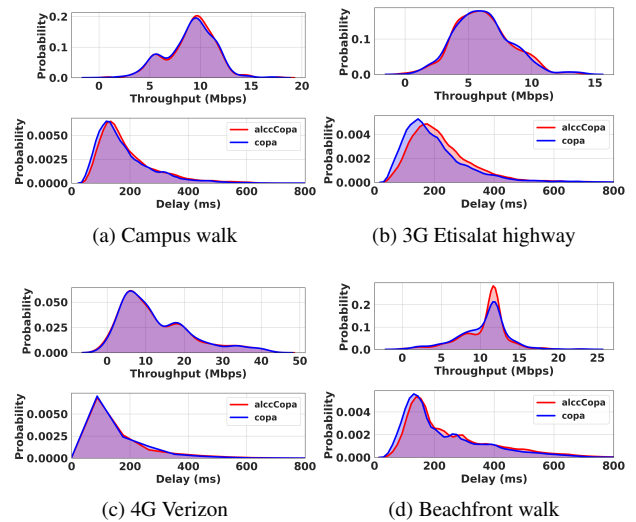 0.2
0.1
0.0
Probability
0 5 10 15 20
Throughput (Mbps)
0.0050
0.0025
0.0000
Probability
alccCopa
copa
0 200 400 600 800
Delay (ms)
(a) Campus walk
0.1
0.0
Probability
0 5 10 15
Throughput (Mbps)
0.004
0.002
0.000
Probability
alccCopa
copa
0 200 400 600 800
Delay (ms)
(b) 3G Etisalat highway
0.050
0.025
0.000
Probability
0 10 20 30 40 50
Throughput (Mbps)
0.0050
0.0025
0.0000
Probability
alccCopa
copa
0 200 400 600 800
Delay (ms)
(c) 4G Verizon
0.2
0.1
0.0
Probability
0 5 10 15 20 25
Throughput (Mbps)
0.004
0.002
0.000
Probability
alccCopa
copa
0 200 400 600 800
Delay (ms)
(d) Beachfront walk